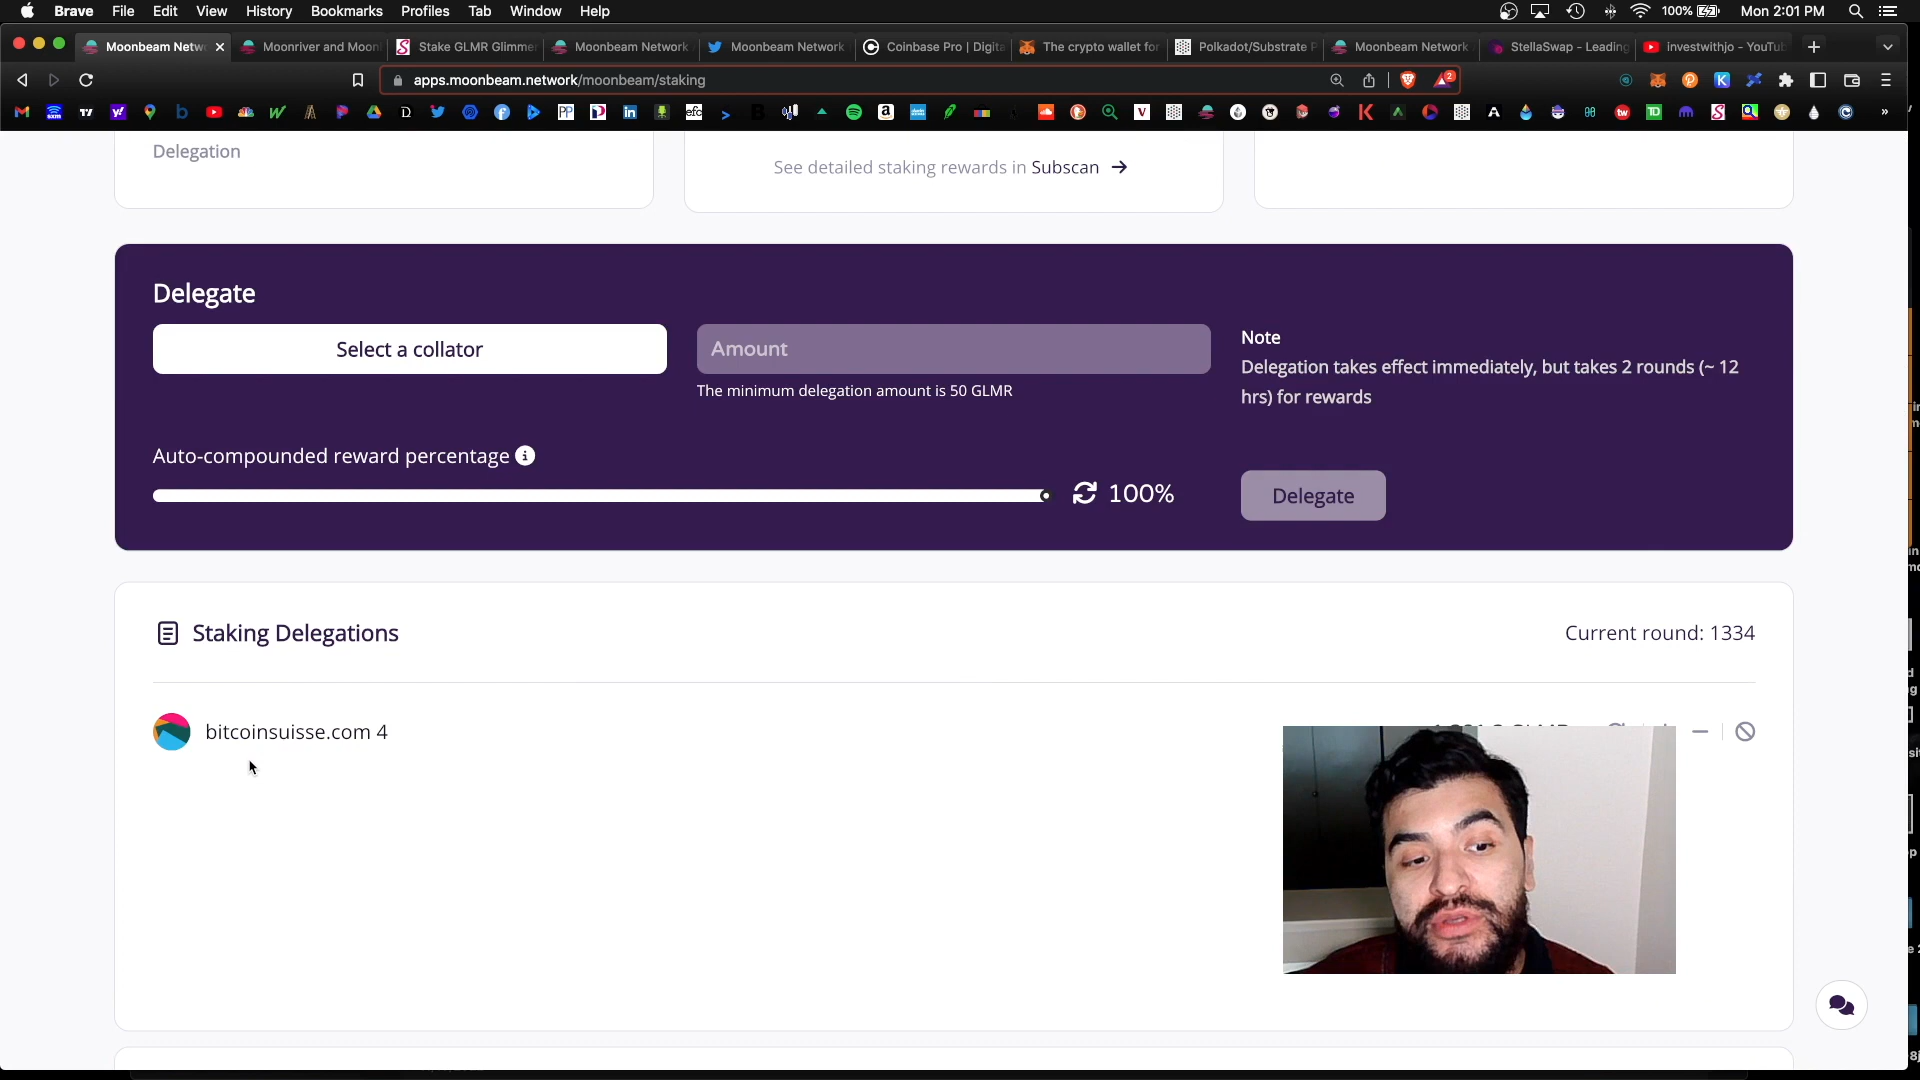 Brave File Edit View History Bookmarks Profiles Tab Window Help 100% Mon 2:01 PM
Moonbeam Netw Moonriver and Moon Stake GLMR Glimmer Moonbeam Network Moonbeam Network Coinbase Pro | Digita The crypto wallet for Polkadot/Substrate P Moonbeam Network StellaSwap - Leading investwithjo - YouTub
apps.moonbeam.network/moonbeam/staking 2
Delegation
See detailed staking rewards in Subscan →
Delegate
Select a collator
Amount
The minimum delegation amount is 50 GLMR
Note
Delegation takes effect immediately, but takes 2 rounds (~ 12
hrs) for rewards
Auto-compounded reward percentage
100%
Delegate
Staking Delegations
Current round: 1334
bitcoinsuisse.com 4